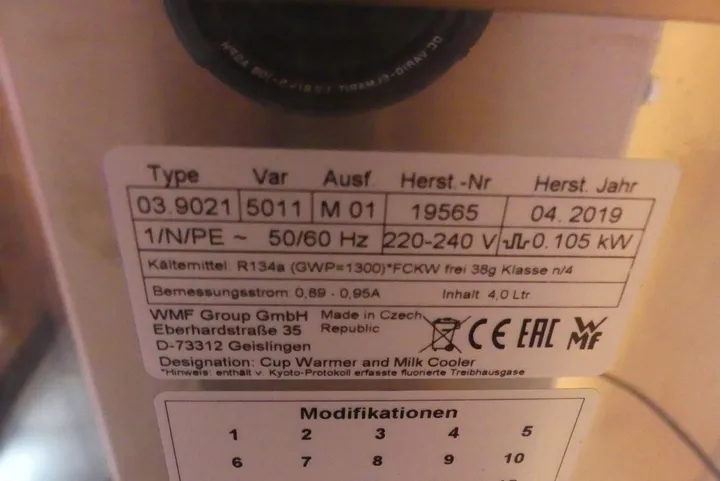 Type Var Ausf. Herst.-Nr Herst. Jahr
03.9021 5011 M 01 19565 04. 2019
1/N/PE ~ 50/60 Hz 220-240 V 0.105 kW
Kältemittel: R134a (GWP=1300)*FCKW frei 38g Klasse n/4
Bemessungsstrom: 0,89 - 0,95A Inhalt 4,0 Ltr
WMF Group GmbH
Eberhardstraße 35
D-73312 Geislingen
Made in Czech
Republic
CE EAC WMF
Designation: Cup Warmer and Milk Cooler
*Hinweis: enthält v. Kyoto-Protokoll erfasste fluorierte Treibhausgase
Modifikationen
1 2 3 4 5
6 7 8 9 10